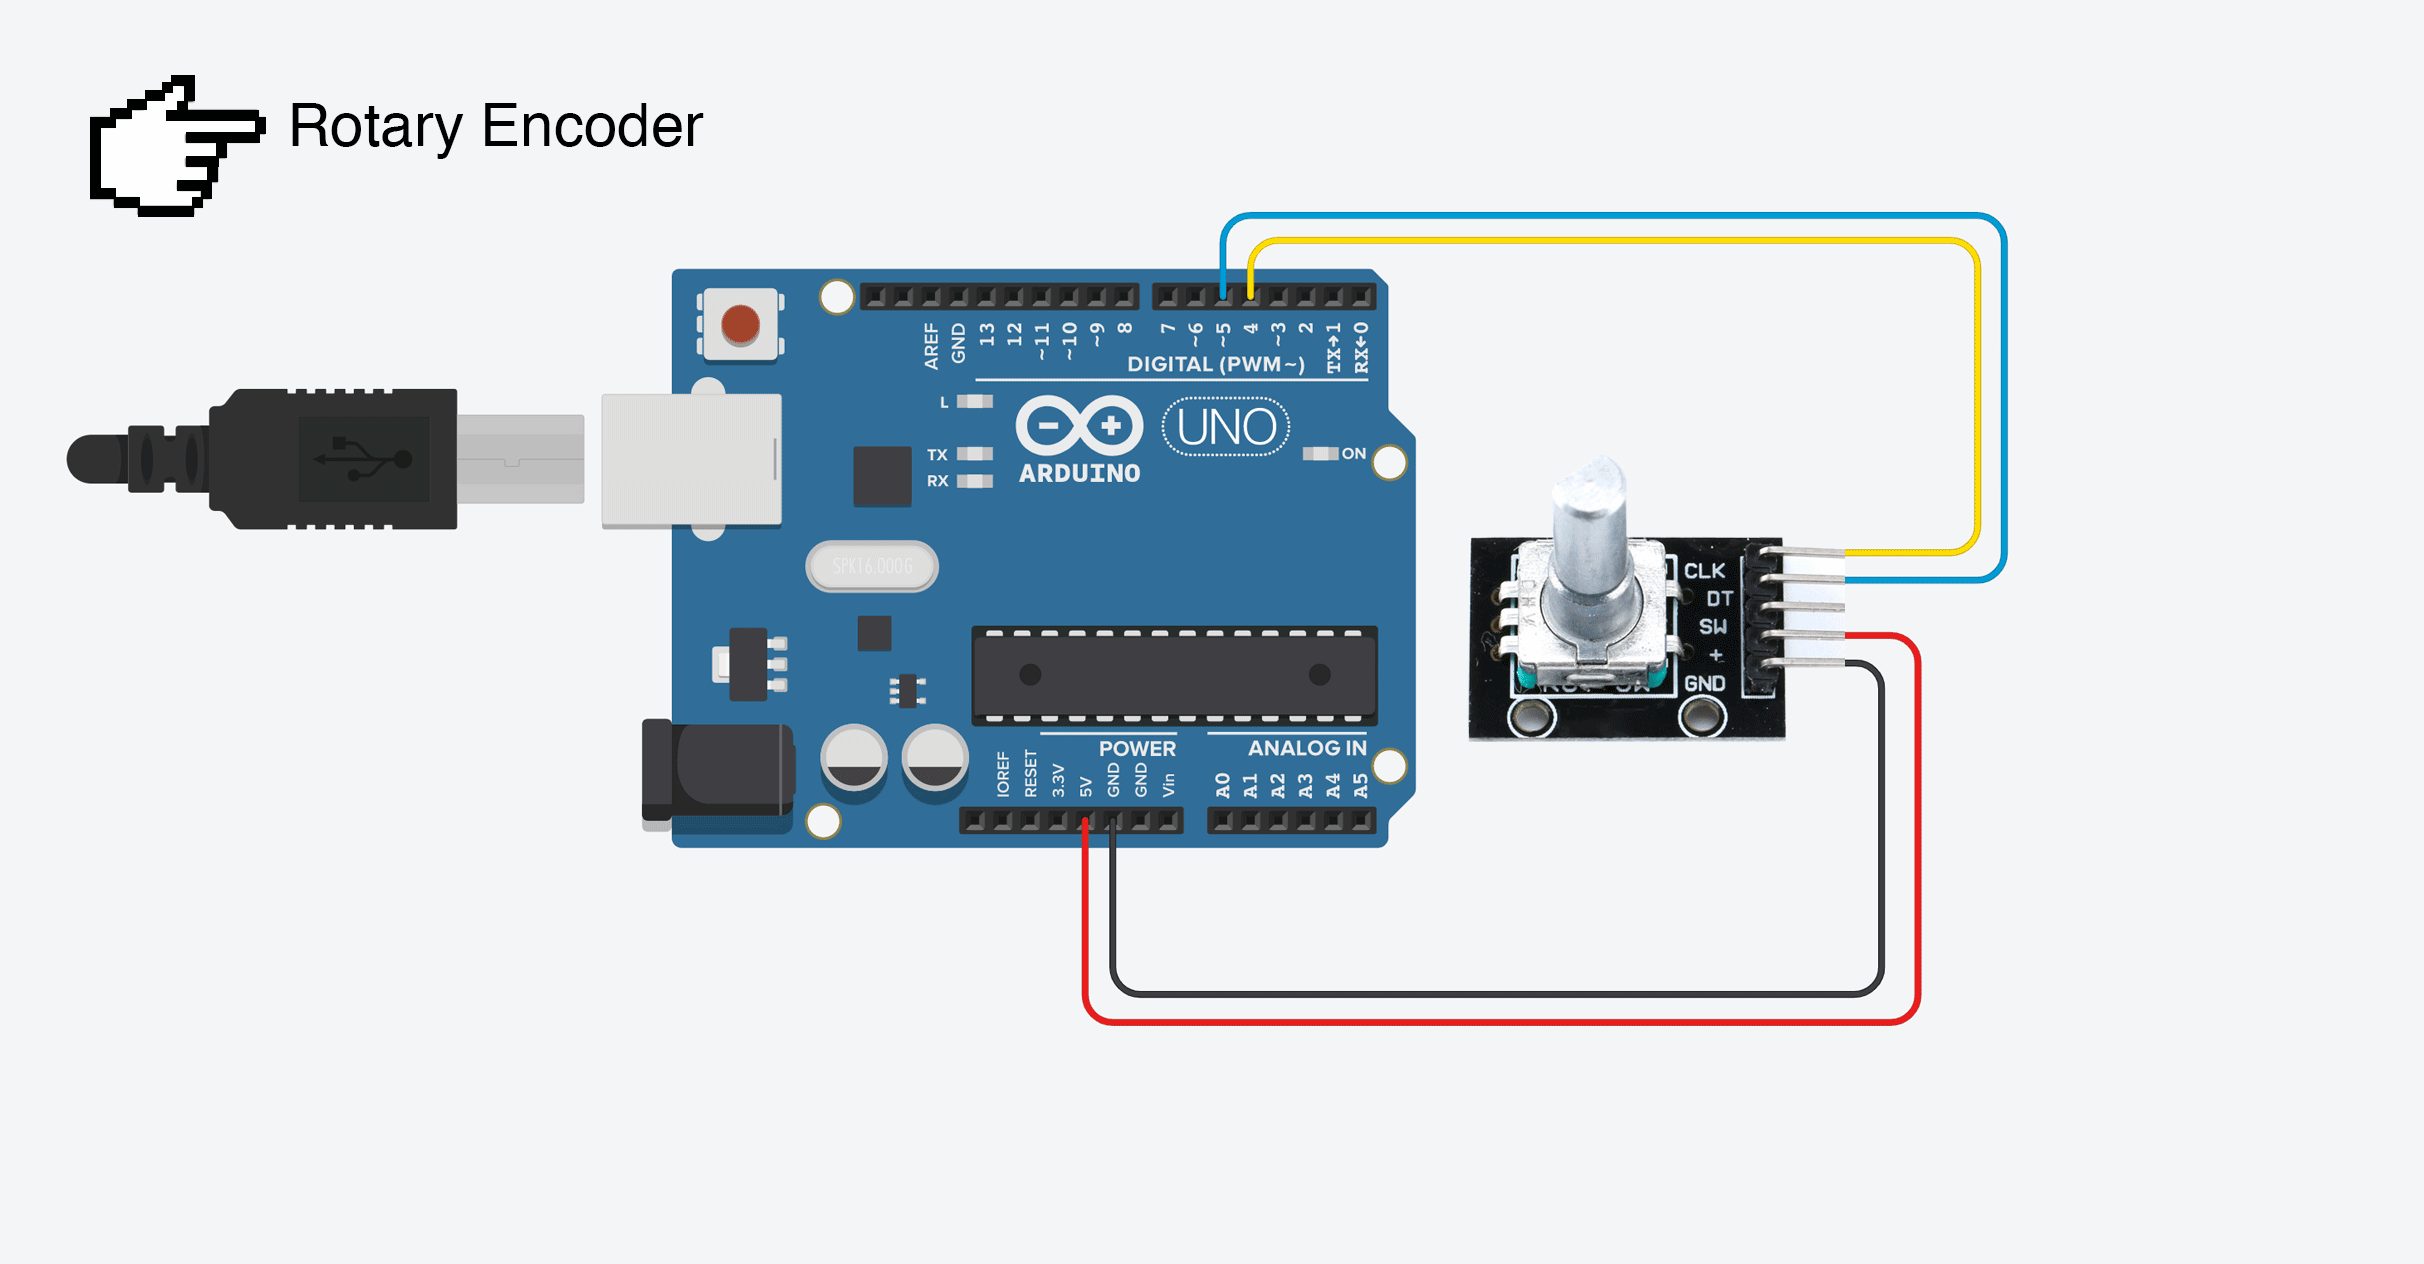 Rotary Encoder
AREF
GND
13
12
~11
~10
~9
8
7
~6
~5
4
~3
2
TX→1
RX←0
DIGITAL (PWM~)
L
TX
RX
ARDUINO
UNO
ON
SPK16.000G
CLK
DT
SW
+
GND
POWER
ANALOG IN
IOREF
RESET
3.3V
5V
GND
GND
Vin
A0
A1
A2
A3
A4
A5